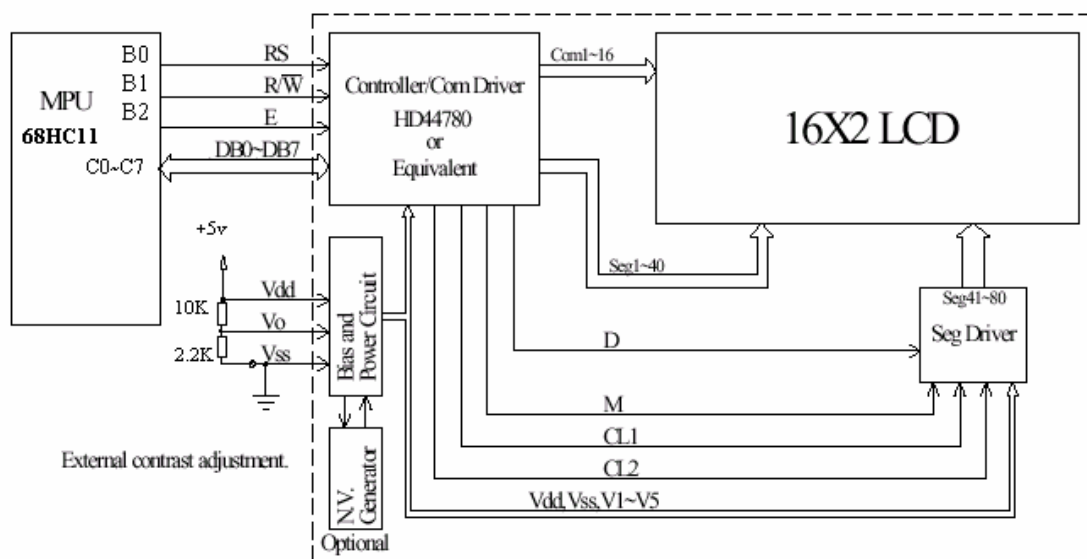 B0
B1
B2
MPU
68HC11
C0~C7
RS
R/W̅
E
DB0~DB7
Controller/Com Driver
HD44780
or
Equivalent
Com1~16
16X2 LCD
Seg1~40
Seg41~80
Seg Driver
+5v
10K
2.2K
Vdd
Vo
Vss
Bias and
Power Circuit
D
M
CL1
CL2
Vdd,Vss,V1~V5
External contrast adjustment.
N.V.
Generator
Optional